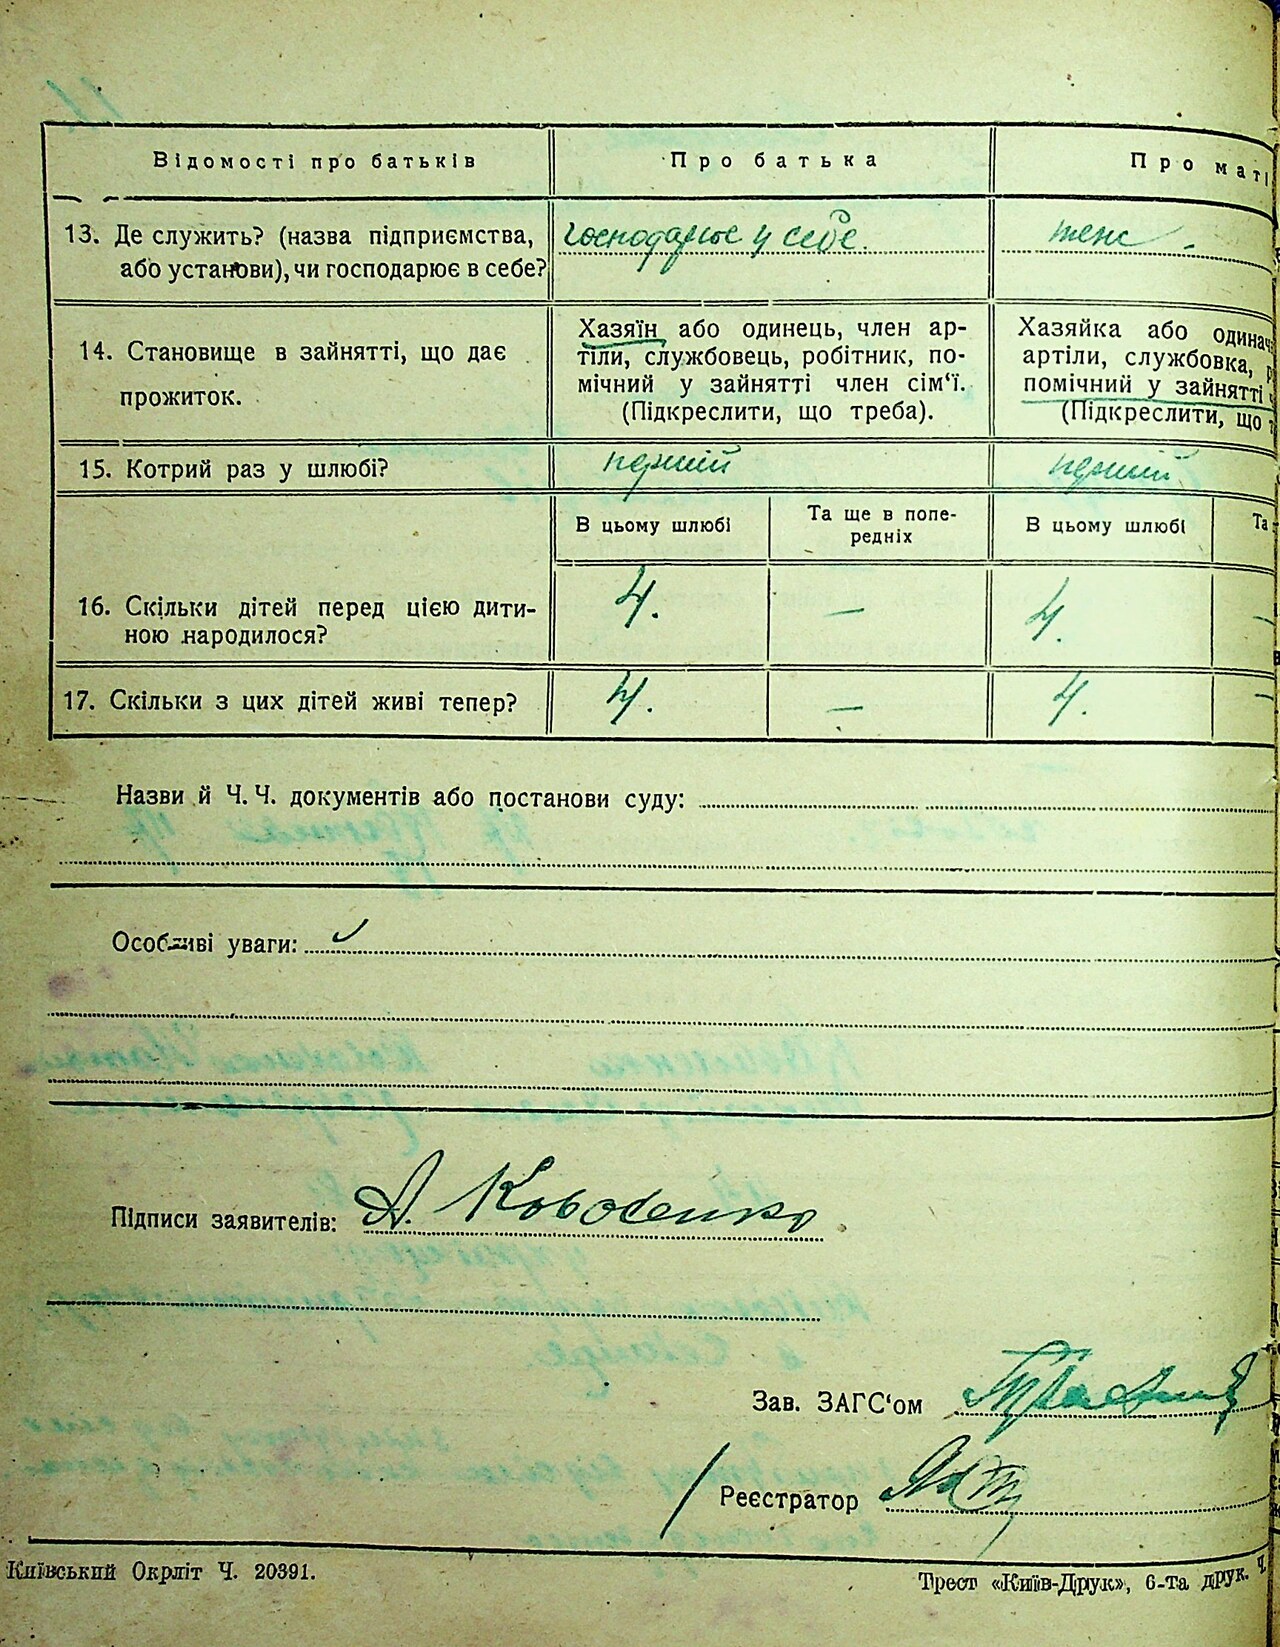 Відомості про батьків Про батька Про маті
13. Де служить? (назва підприємства, господарює у себе теж -
або установи), чи господарює в себе?
14. Становище в зайнятті, що дає прожиток.
Хазяїн або одинець, член ар-
тіли, службовець, робітник, по-
мічний у зайнятті член сім‘ї.
(Підкреслити, що треба).
Хазяйка або одинач
артіли, службовка, р
помічний у зайнятті ч
(Підкреслити, що т
15. Котрий раз у шлюбі? перший перший
В цьому шлюбі Та ще в попе-
редніх
В цьому шлюбі Та
16. Скільки дітей перед цією дити- 4. — 4. —
ною народилося?
17. Скільки з цих дітей живі тепер? 4. — 4. —
Назви й Ч. Ч. документів або постанови суду:
Особливі уваги:
Підписи заявителів: А. Коваленко
Зав. ЗАГС‘ом
Реєстратор
Київський Окрліт Ч. 20391.
Трест «Київ-Друк», 6-та друк. Ч.